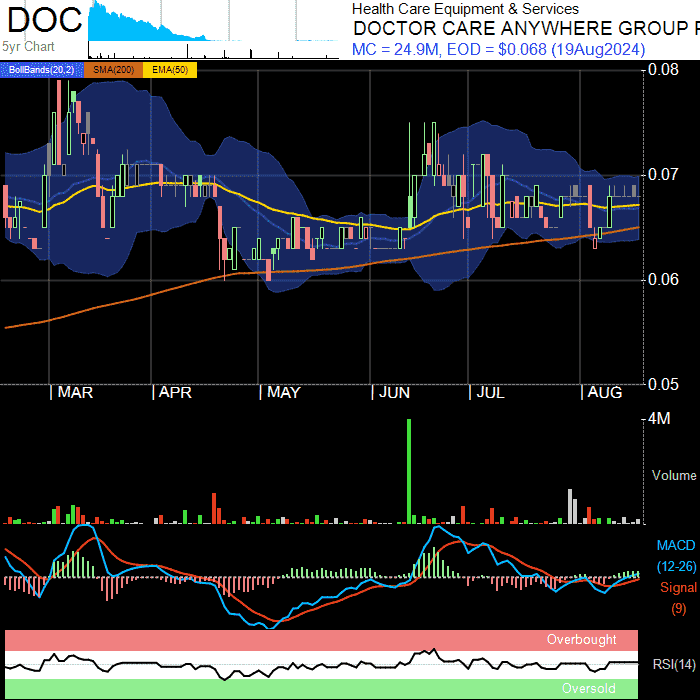 DOC
5yr Chart
Health Care Equipment & Services
DOCTOR CARE ANYWHERE GROUP P
MC = 24.9M, EOD = $0.068 (19Aug2024)
BollBands(20,2) SMA(200) EMA(50)
0.08
0.07
0.06
0.05
MAR APR MAY JUN JUL AUG
4M
Volume
MACD
(12-26)
Signal
(9)
Overbought
RSI(14)
Oversold